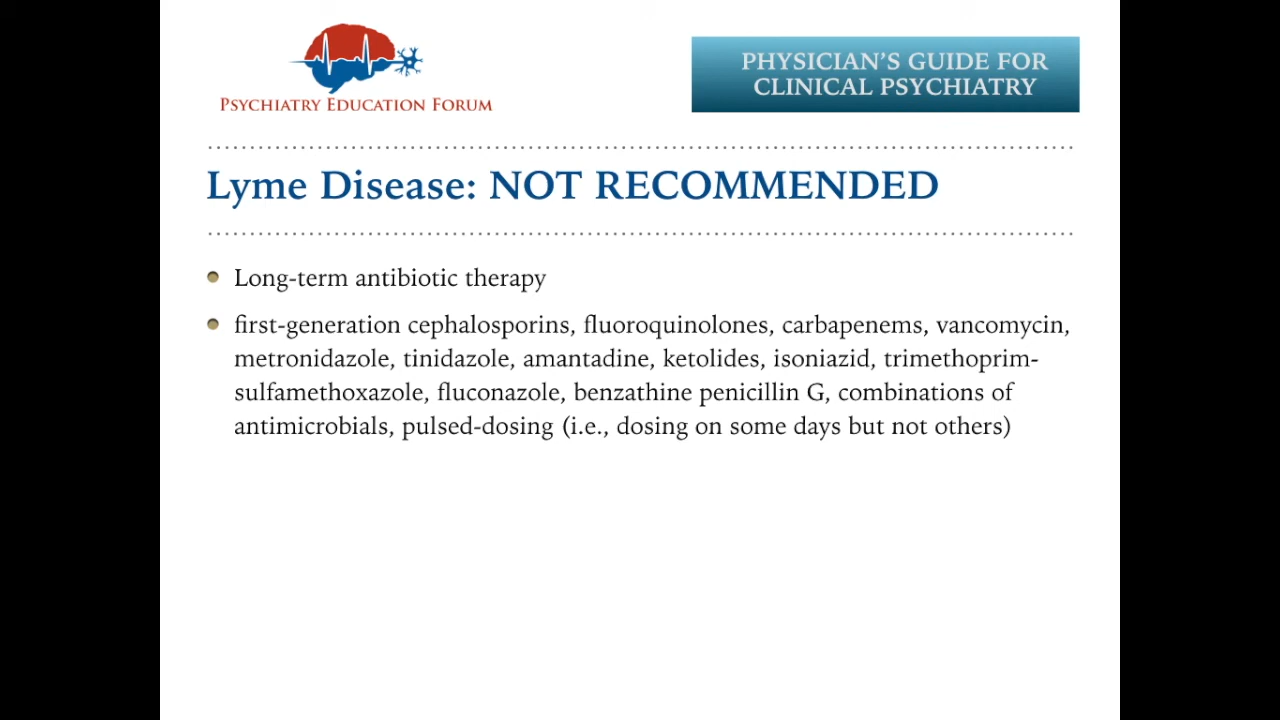 Psychiatry Education Forum
PHYSICIAN'S GUIDE FOR
CLINICAL PSYCHIATRY
Lyme Disease: NOT RECOMMENDED
Long-term antibiotic therapy
first-generation cephalosporins, fluoroquinolones, carbapenems, vancomycin,
metronidazole, tinidazole, amantadine, ketolides, isoniazid, trimethoprim-
sulfamethoxazole, fluconazole, benzathine penicillin G, combinations of
antimicrobials, pulsed-dosing (i.e., dosing on some days but not others)